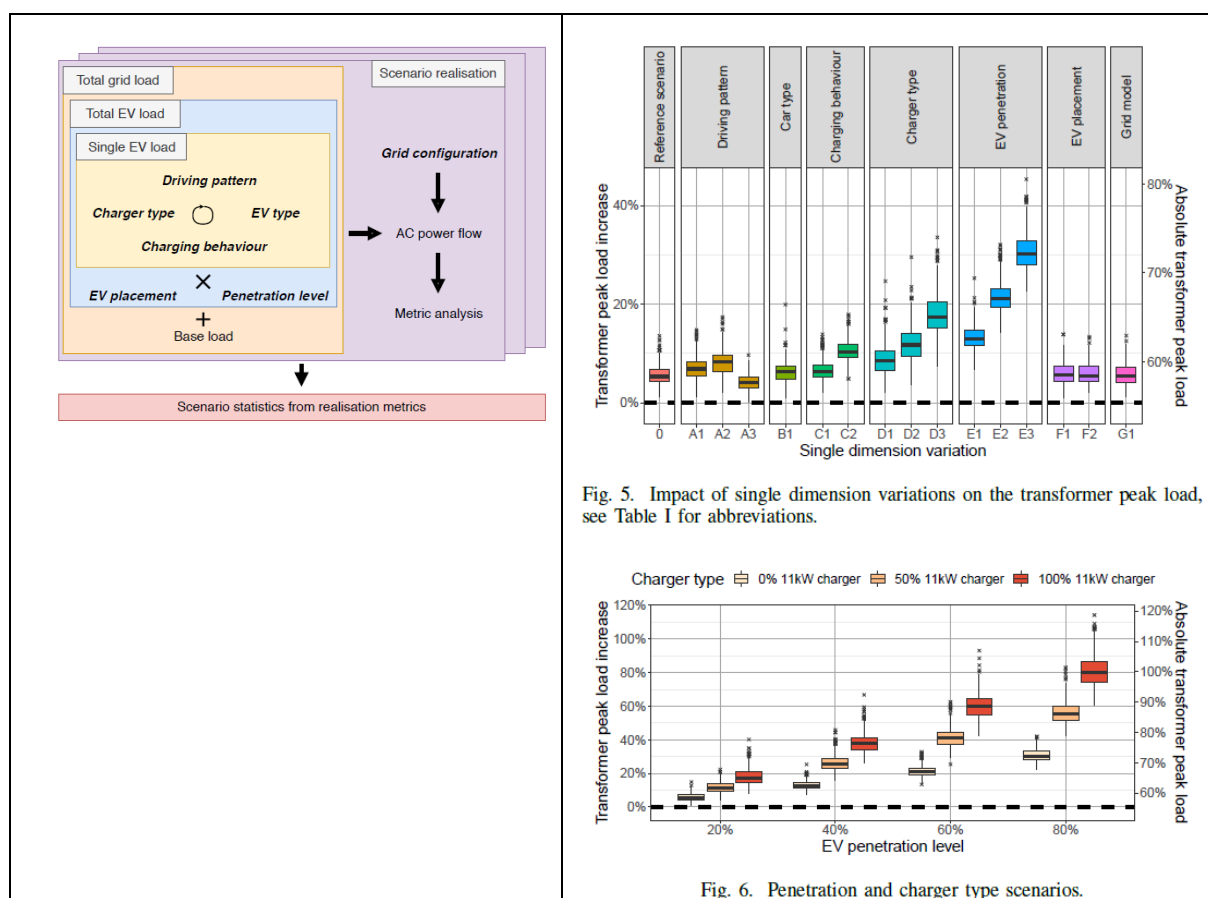 Scenario realisation
Total grid load
Total EV load
Single EV load
Driving pattern
Charger type
EV type
Charging behaviour
EV placement
Penetration level
Base load
Grid configuration
AC power flow
Metric analysis
Scenario statistics from realisation metrics
Reference scenario
Driving pattern
Car type
Charging behaviour
Charger type
EV penetration
EV placement
Grid model
Transformer peak load increase
40%
20%
0%
Absolute transformer peak load
80%
70%
60%
0 A1 A2 A3 B1 C1 C2 D1 D2 D3 E1 E2 E3 F1 F2 G1
Single dimension variation
Fig. 5. Impact of single dimension variations on the transformer peak load,
see Table I for abbreviations.
Charger type 0% 11kW charger 50% 11kW charger 100% 11kW charger
Transformer peak load increase
120%
100%
80%
60%
40%
20%
0%
Absolute transformer peak load
120%
110%
100%
90%
80%
70%
60%
20% 40% 60% 80%
EV penetration level
Fig. 6. Penetration and charger type scenarios.